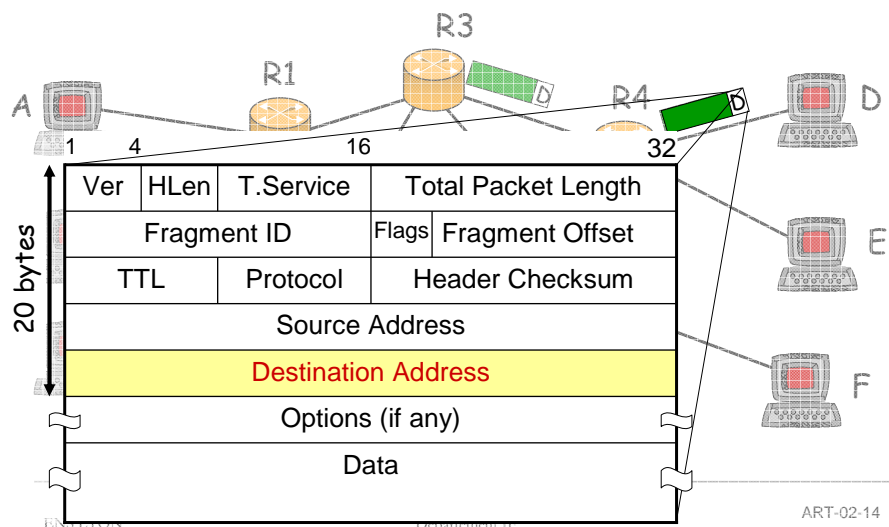 R3
R1
R4
D
D
A
D
1 4 16 32
Ver HLen T.Service Total Packet Length
Fragment ID Flags Fragment Offset
E
TTL Protocol Header Checksum
20 bytes
Source Address
Destination Address
F
Options (if any)
Data
ART-02-14